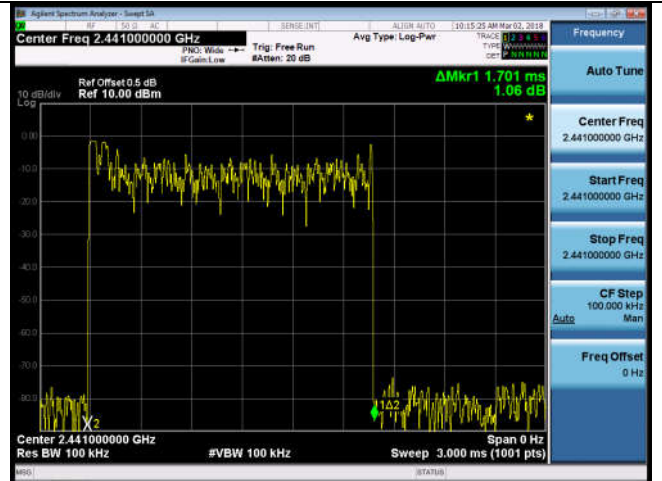 Agilent Spectrum Analyzer - Swept SA
RF 50 Ω AC SENSE:INT ALIGN AUTO 10:15:25 AM Mar 02, 2018
Center Freq 2.441000000 GHz
PNO: Wide
IFGain:Low
Trig: Free Run
#Atten: 20 dB
Avg Type: Log-Pwr
TRACE 1 2 3 4 5 6
TYPE
DET P N N N N N
Ref Offset 0.5 dB
10 dB/div Ref 10.00 dBm
Log
ΔMkr1 1.701 ms
1.06 dB
0.00
-10.0
-20.0
-30.0
-40.0
-50.0
-60.0
-70.0
-80.0
X2
1Δ2
Center 2.441000000 GHz Span 0 Hz
Res BW 100 kHz #VBW 100 kHz Sweep 3.000 ms (1001 pts)
MSG STATUS
Frequency
Auto Tune
Center Freq
2.441000000 GHz
Start Freq
2.441000000 GHz
Stop Freq
2.441000000 GHz
CF Step
100.000 kHz
Auto Man
Freq Offset
0 Hz